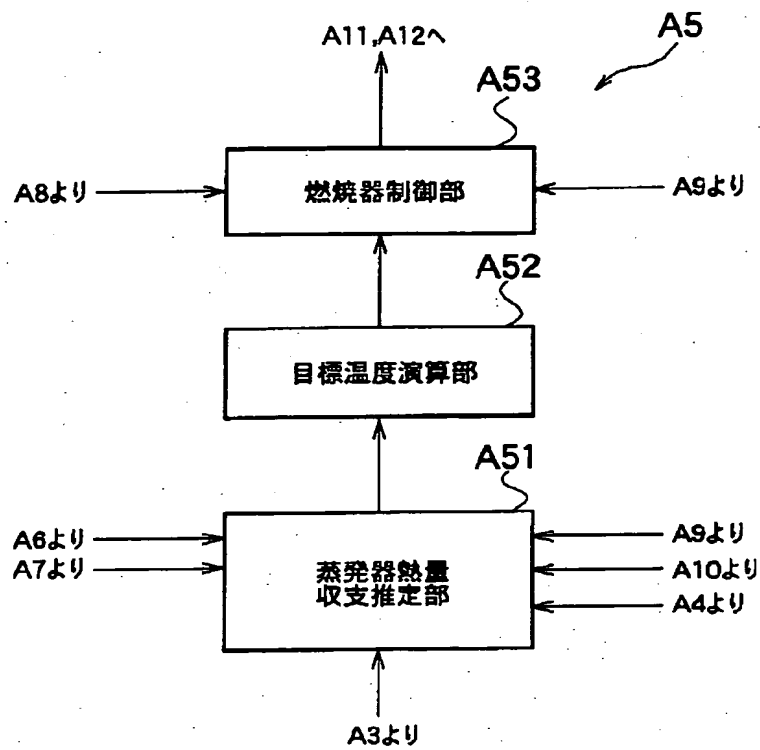 A11,A12へ
A5
A53
A8より
燃焼器制御部
A9より
A52
目標温度演算部
A51
A6より
A7より
蒸発器熱量
収支推定部
A9より
A10より
A4より
A3より